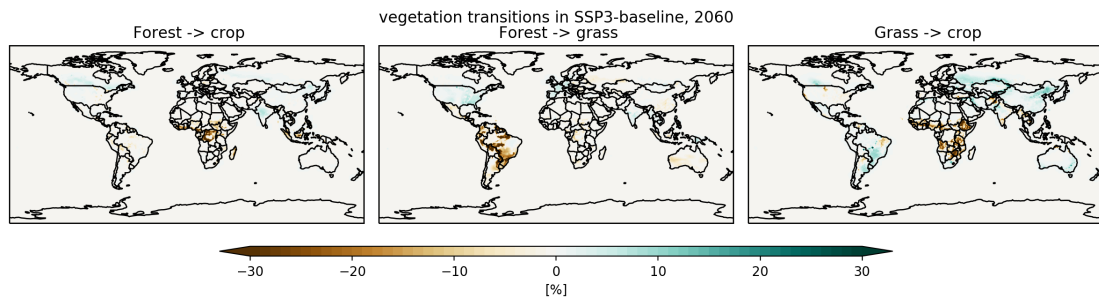 vegetation transitions in SSP3-baseline, 2060
Forest -> crop
Forest -> grass
Grass -> crop
−30 −20 −10 0 10 20 30
[%]